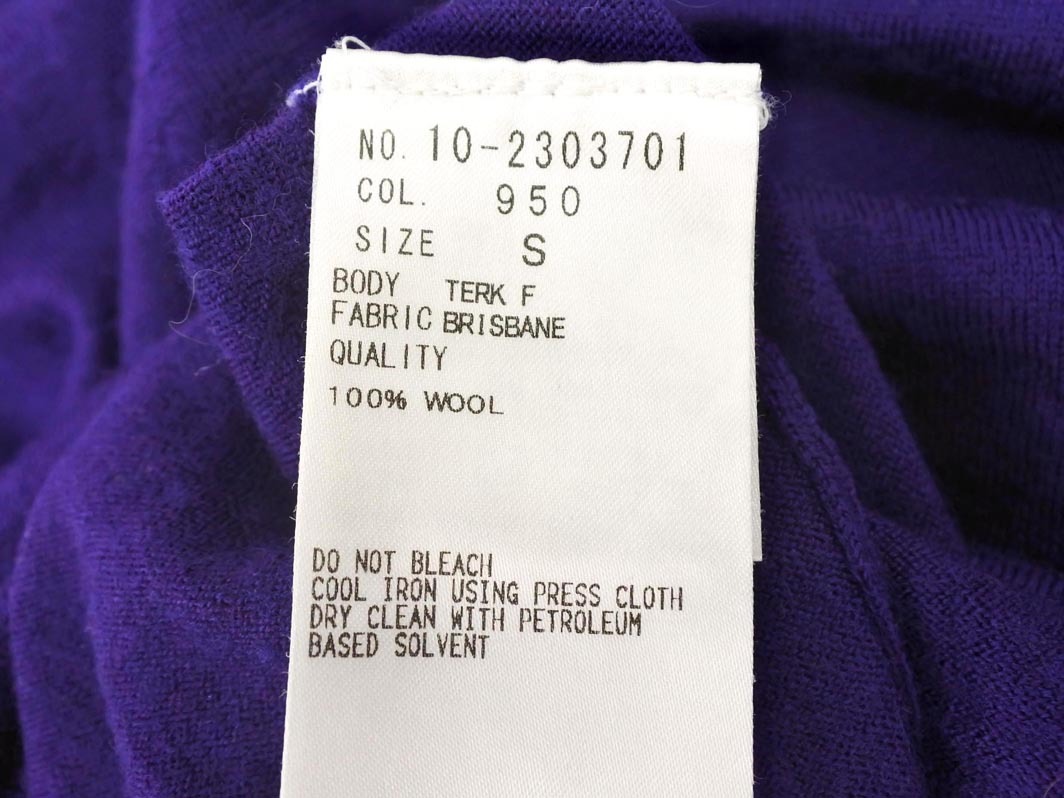 NO. 10-2303701
COL. 950
SIZE S
BODY TERK F
FABRIC BRISBANE
QUALITY
100% WOOL
DO NOT BLEACH
COOL IRON USING PRESS CLOTH
DRY CLEAN WITH PETROLEUM
BASED SOLVENT